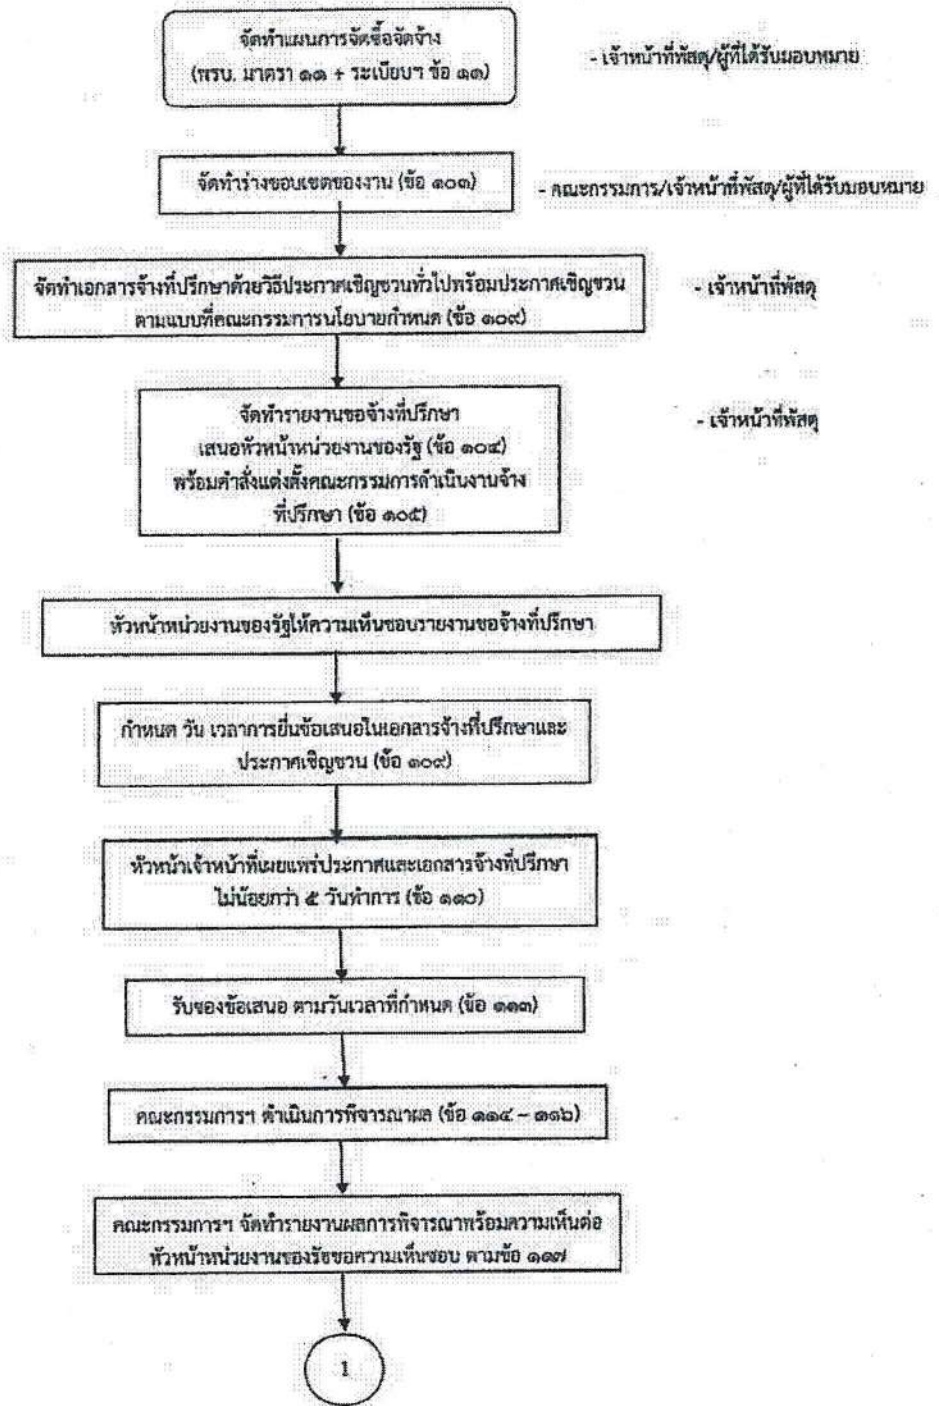 จัดทำแผนการจัดซื้อจัดจ้าง
(พรบ. มาตรา ๑๑ + ระเบียบฯ ข้อ ๑๑)
- เจ้าหน้าที่พัสดุ/ผู้ที่ได้รับมอบหมาย
จัดทำร่างขอบเขตของงาน (ข้อ ๑๐๓)
- คณะกรรมการ/เจ้าหน้าที่พัสดุ/ผู้ที่ได้รับมอบหมาย
จัดทำเอกสารจ้างที่ปรึกษาด้วยวิธีประกาศเชิญชวนทั่วไปพร้อมประกาศเชิญชวน
ตามแบบที่คณะกรรมการนโยบายกำหนด (ข้อ ๑๐๙)
- เจ้าหน้าที่พัสดุ
จัดทำรายงานขอจ้างที่ปรึกษา
เสนอหัวหน้าหน่วยงานของรัฐ (ข้อ ๑๐๔)
พร้อมคำสั่งแต่งตั้งคณะกรรมการดำเนินงานจ้าง
ที่ปรึกษา (ข้อ ๑๐๕)
- เจ้าหน้าที่พัสดุ
หัวหน้าหน่วยงานของรัฐให้ความเห็นชอบรายงานขอจ้างที่ปรึกษา
กำหนด วัน เวลาการยื่นข้อเสนอในเอกสารจ้างที่ปรึกษาและ
ประกาศเชิญชวน (ข้อ ๑๐๙)
หัวหน้าเจ้าหน้าที่เผยแพร่ประกาศและเอกสารจ้างที่ปรึกษา
ไม่น้อยกว่า ๕ วันทำการ (ข้อ ๑๑๐)
รับซองข้อเสนอ ตามวันเวลาที่กำหนด (ข้อ ๑๑๓)
คณะกรรมการฯ ดำเนินการพิจารณาผล (ข้อ ๑๑๔ – ๑๑๖)
คณะกรรมการฯ จัดทำรายงานผลการพิจารณาพร้อมความเห็นต่อ
หัวหน้าหน่วยงานของรัฐขอความเห็นชอบ ตามข้อ ๑๑๗
1